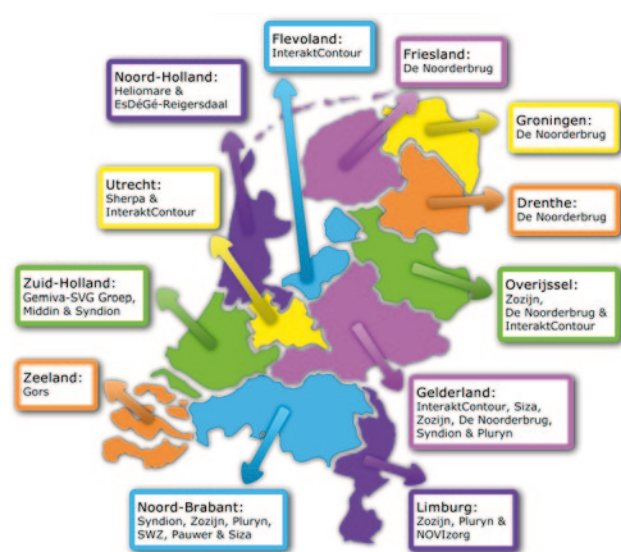 Flevoland:
InteraktContour
Friesland:
De Noorderbrug
Noord-Holland:
Heliomare &
EsDéGé-Reigersdaal
Groningen:
De Noorderbrug
Utrecht:
Sherpa &
InteraktContour
Drenthe:
De Noorderbrug
Zuid-Holland:
Gemiva-SVG Groep,
Middin & Syndion
Overijssel:
Zozijn,
De Noorderbrug &
InteraktContour
Zeeland:
Gors
Gelderland:
InteraktContour, Siza,
Zozijn, De Noorderbrug,
Syndion & Pluryn
Noord-Brabant:
Syndion, Zozijn, Pluryn,
SWZ, Pauwer & Siza
Limburg:
Zozijn, Pluryn &
NOVIzorg